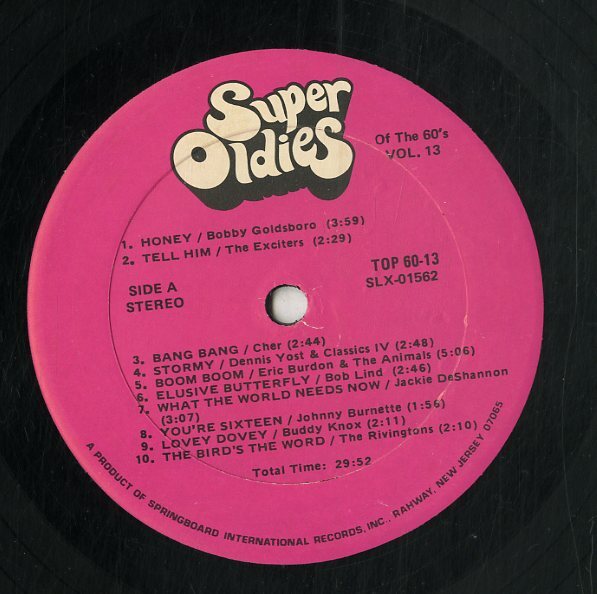 Super
Oldies
Of The 60's
VOL. 13
1. HONEY / Bobby Goldsboro (3:59)
2. TELL HIM / The Exciters (2:29)
SIDE A
STEREO
TOP 60-13
SLX-01562
3. BANG BANG / Cher (2:44)
4. STORMY / Dennis Yost & Classics IV (2:48)
5. BOOM BOOM / Eric Burdon & The Animals (5:06)
6. ELUSIVE BUTTERFLY / Bob Lind (2:46)
7. WHAT THE WORLD NEEDS NOW / Jackie DeShannon
(3:07)
8. YOU'RE SIXTEEN / Johnny Burnette (1:56)
9. LOVEY DOVEY / Buddy Knox (2:11)
10. THE BIRD'S THE WORD / The Rivingtons (2:10)
Total Time: 29:52
A PRODUCT OF SPRINGBOARD INTERNATIONAL RECORDS, INC., RAHWAY, NEW JERSEY 07065